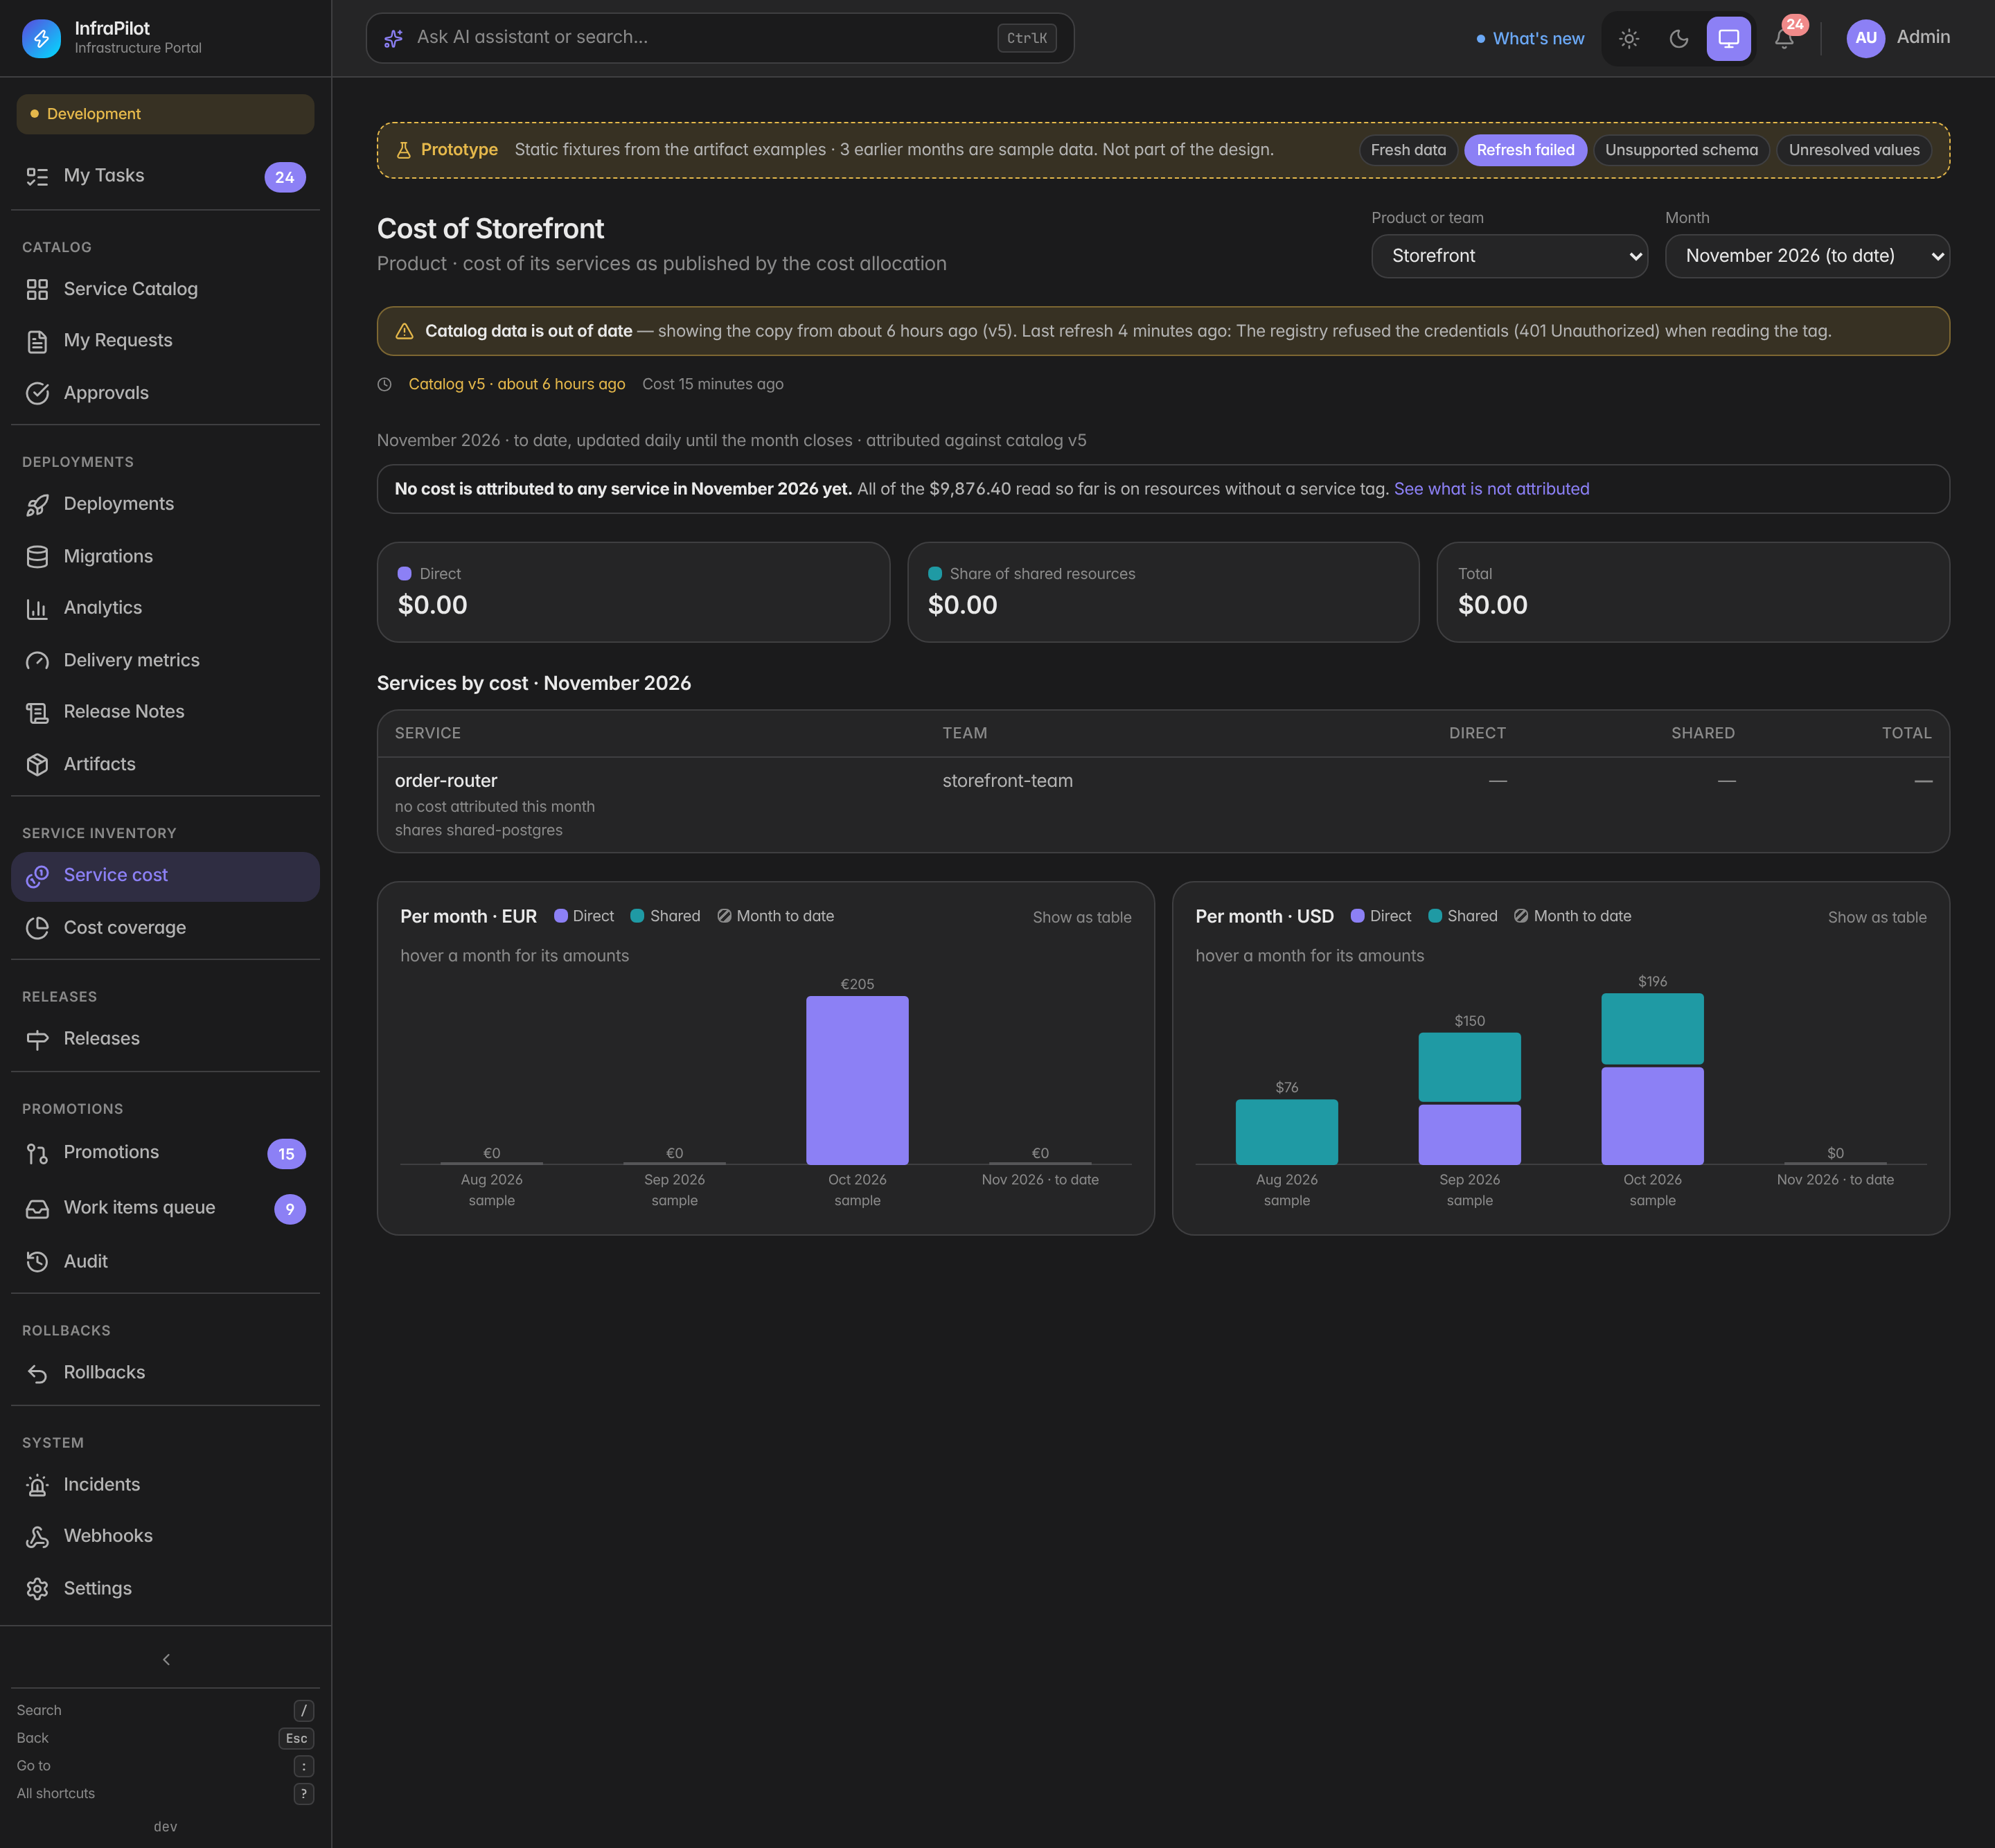 InfraPilot
Infrastructure Portal
Ask AI assistant or search...
CtrlK
What's new
24
AU
Admin
Development
My Tasks
24
CATALOG
Service Catalog
My Requests
Approvals
DEPLOYMENTS
Deployments
Migrations
Analytics
Delivery metrics
Release Notes
Artifacts
SERVICE INVENTORY
Service cost
Cost coverage
RELEASES
Releases
PROMOTIONS
Promotions
15
Work items queue
9
Audit
ROLLBACKS
Rollbacks
SYSTEM
Incidents
Webhooks
Settings
Search /
Back Esc
Go to :
All shortcuts ?
dev
Prototype Static fixtures from the artifact examples · 3 earlier months are sample data. Not part of the design.
Fresh data Refresh failed Unsupported schema Unresolved values
Cost of Storefront
Product · cost of its services as published by the cost allocation
Product or team
Storefront
Month
November 2026 (to date)
Catalog data is out of date — showing the copy from about 6 hours ago (v5). Last refresh 4 minutes ago: The registry refused the credentials (401 Unauthorized) when reading the tag.
Catalog v5 · about 6 hours ago Cost 15 minutes ago
November 2026 · to date, updated daily until the month closes · attributed against catalog v5
No cost is attributed to any service in November 2026 yet. All of the $9,876.40 read so far is on resources without a service tag. See what is not attributed
Direct
$0.00
Share of shared resources
$0.00
Total
$0.00
Services by cost · November 2026
SERVICE TEAM DIRECT SHARED TOTAL
order-router storefront-team — — —
no cost attributed this month
shares shared-postgres
Per month · EUR Direct Shared Month to date Show as table
hover a month for its amounts
€0 €0 €205 €0
Aug 2026 Sep 2026 Oct 2026 Nov 2026 · to date
sample sample sample
Per month · USD Direct Shared Month to date Show as table
hover a month for its amounts
$76 $150 $196 $0
Aug 2026 Sep 2026 Oct 2026 Nov 2026 · to date
sample sample sample